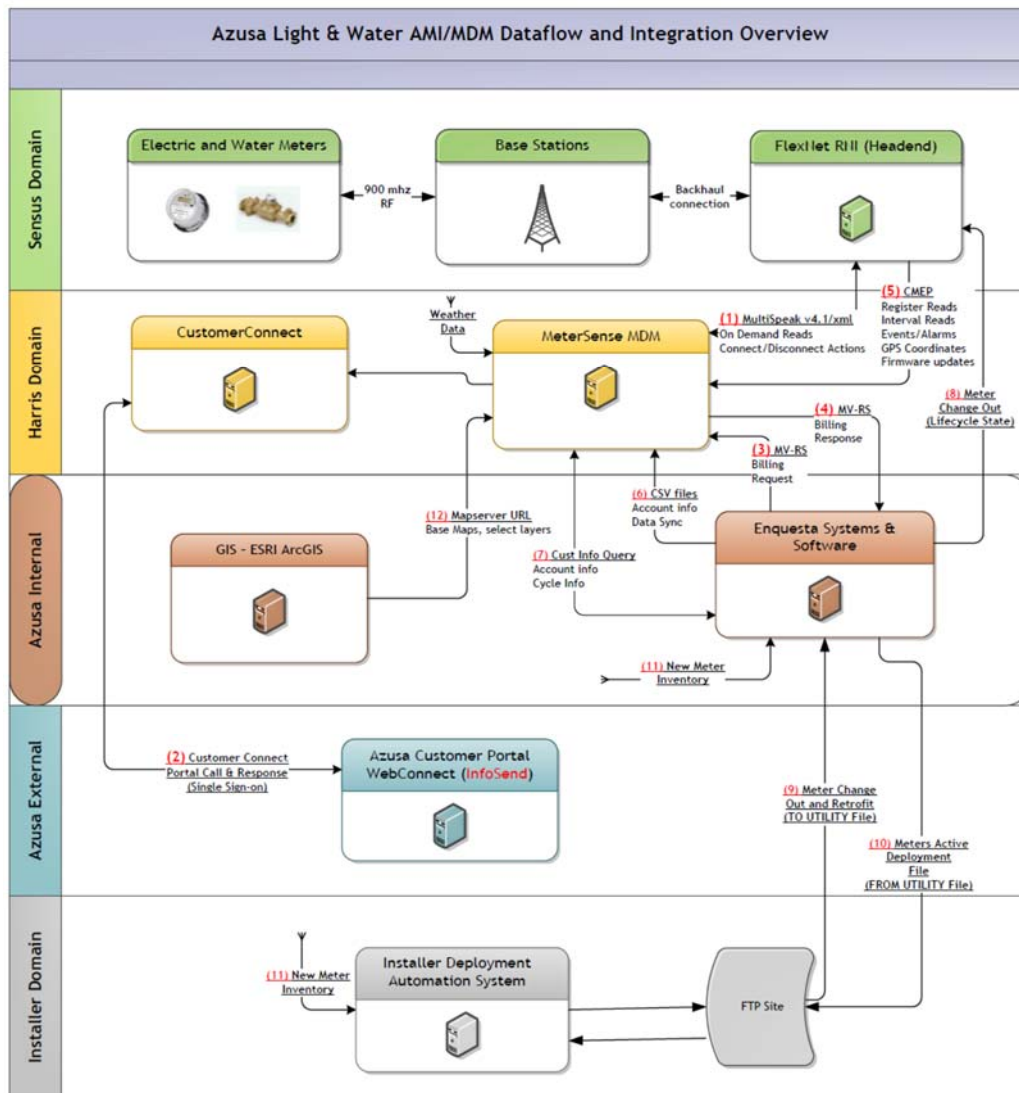 Azusa Light & Water AMI/MDM Dataflow and Integration Overview
Sensus Domain
Electric and Water Meters
900 mhz
RF
Base Stations
Backhaul
connection
FlexNet RNI (Headend)
Harris Domain
CustomerConnect
Weather
Data
MeterSense MDM
(1) MultiSpeak v4.1/xml
On Demand Reads
Connect/Disconnect Actions
(5) CMEP
Register Reads
Interval Reads
Events/Alarms
GPS Coordinates
Firmware updates
(8) Meter
Change Out
(Lifecycle State)
(4) MV-RS
Billing
Response
(3) MV-RS
Billing
Request
Azusa Internal
GIS - ESRI ArcGIS
(12) Mapserver URL
Base Maps, select layers
(6) CSV files
Account info
Data Sync
(7) Cust Info Query
Account info
Cycle Info
Enquesta Systems &
Software
(11) New Meter
Inventory
Azusa External
(2) Customer Connect
Portal Call & Response
(Single Sign-on)
Azusa Customer Portal
WebConnect (InfoSend)
(9) Meter Change
Out and Retrofit
(TO UTILITY File)
(10) Meters Active
Deployment
File
(FROM UTILITY File)
Installer Domain
(11) New Meter
Inventory
Installer Deployment
Automation System
FTP Site